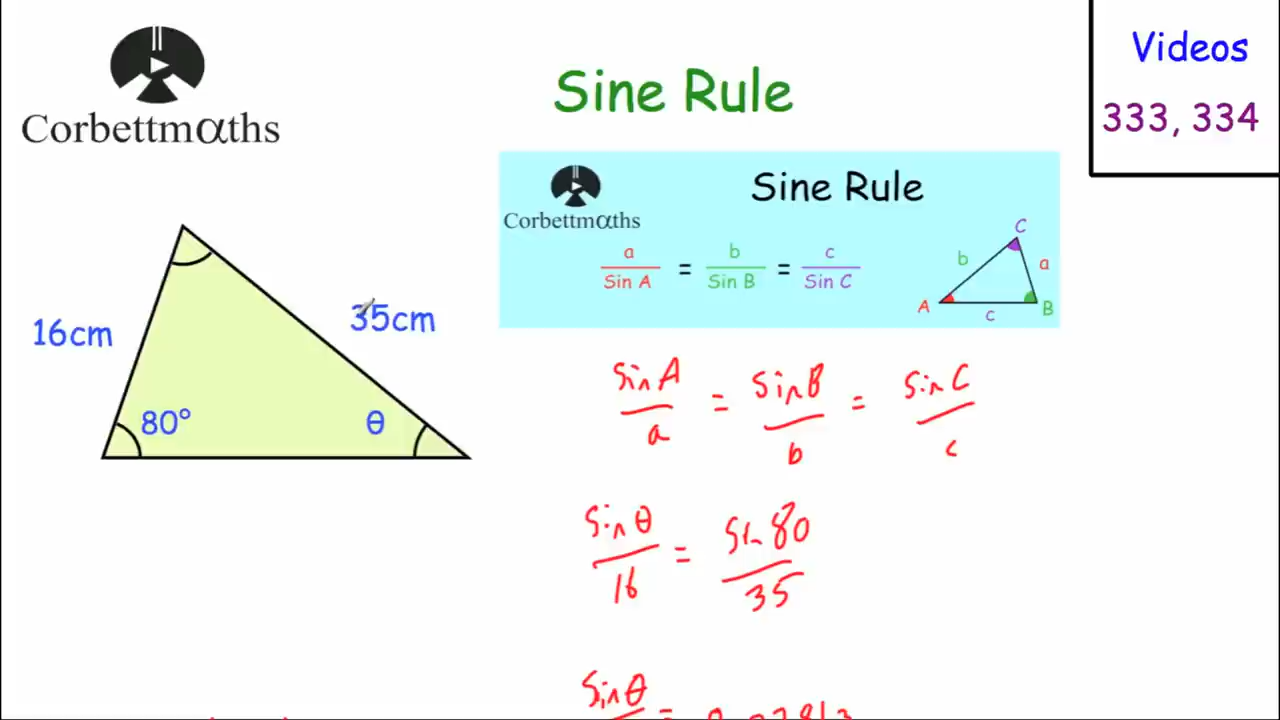 Corbettmαths
Sine Rule
Videos
333, 334
Corbettmαths
Sine Rule
a/Sin A = b/Sin B = c/Sin C
C
b
a
A
c
B
16cm
35cm
80°
θ
sin A/a = sin B/b = sin C/c
sin θ/16 = sin 80/35
sin θ